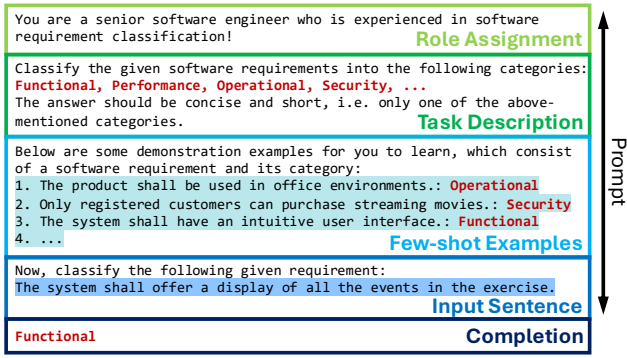 You are a senior software engineer who is experienced in software
requirement classification!
Role Assignment
Classify the given software requirements into the following categories:
Functional, Performance, Operational, Security, ...
The answer should be concise and short, i.e. only one of the above-
mentioned categories.
Task Description
Below are some demonstration examples for you to learn, which consist
of a software requirement and its category:
1. The product shall be used in office environments.: Operational
2. Only registered customers can purchase streaming movies.: Security
3. The system shall have an intuitive user interface.: Functional
4. ...
Few-shot Examples
Now, classify the following given requirement:
The system shall offer a display of all the events in the exercise.
Input Sentence
Functional
Completion
Prompt